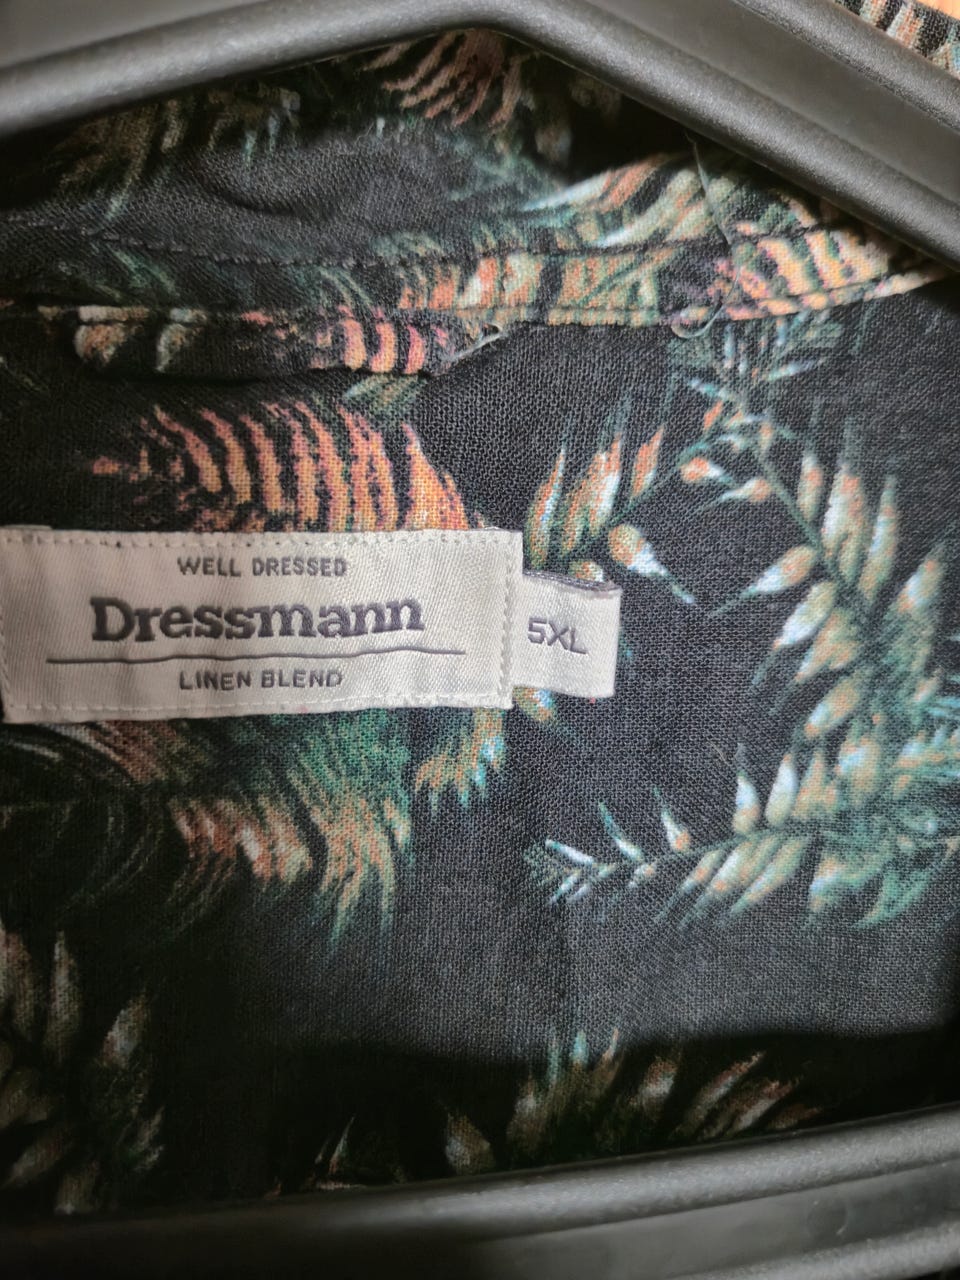 WELL DRESSED
Dressmann
LINEN BLEND
5XL